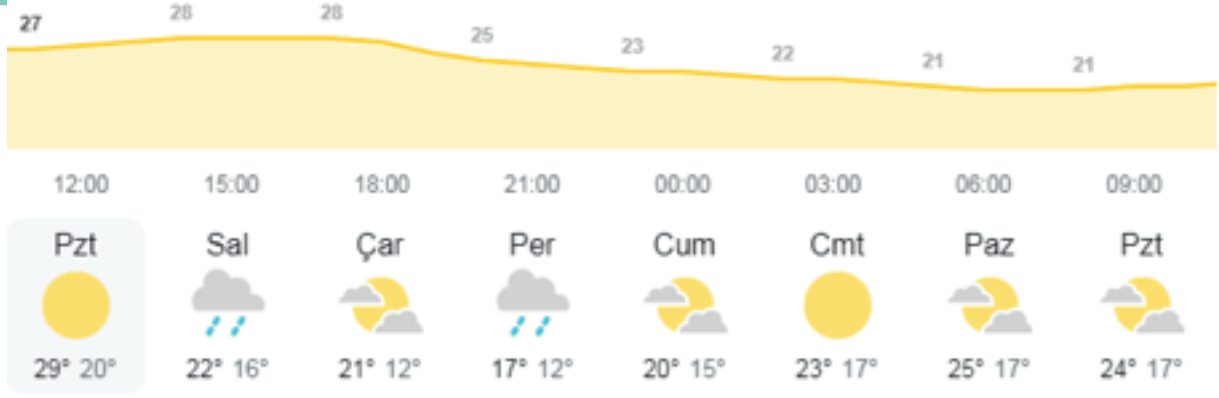 27 28 28 25 23 22 21 21
12:00 15:00 18:00 21:00 00:00 03:00 06:00 09:00
Pzt Sal Çar Per Cum Cmt Paz Pzt
29° 20° 22° 16° 21° 12° 17° 12° 20° 15° 23° 17° 25° 17° 24° 17°